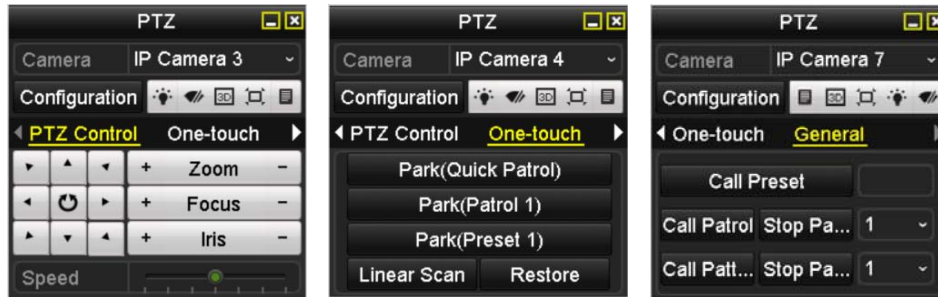 PTZ
Camera IP Camera 3
Configuration 3D
PTZ Control One-touch
+ Zoom -
+ Focus -
+ Iris -
Speed
PTZ
Camera IP Camera 4
Configuration 3D
PTZ Control One-touch
Park(Quick Patrol)
Park(Patrol 1)
Park(Preset 1)
Linear Scan Restore
PTZ
Camera IP Camera 7
Configuration 3D
One-touch General
Call Preset
Call Patrol Stop Pa... 1
Call Patt... Stop Pa... 1